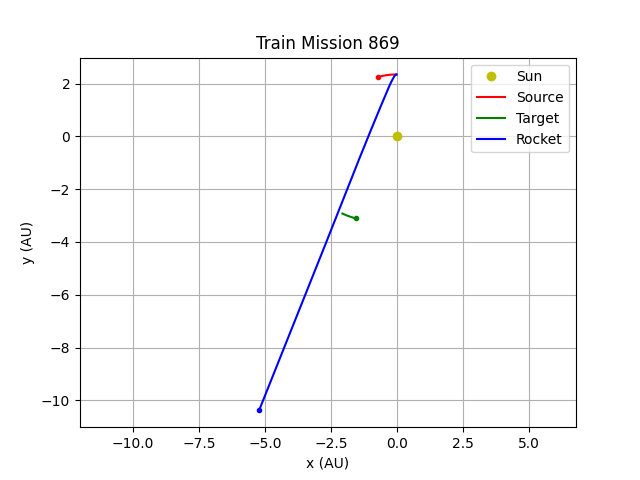 Train Mission 869
Sun
Source
Target
Rocket
2
0
−2
−4
−6
−8
−10
y (AU)
−10.0 −7.5 −5.0 −2.5 0.0 2.5 5.0
x (AU)